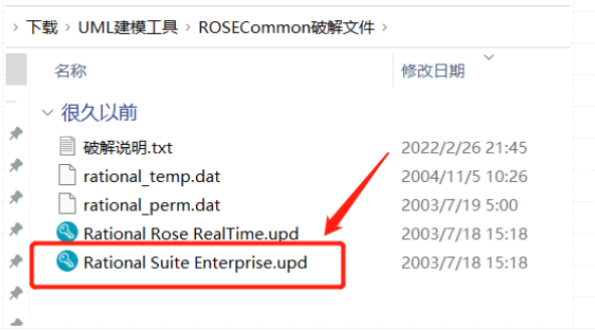 › 下载 › UML建模工具 › ROSECommon破解文件 ›
名称 修改日期
很久以前
破解说明.txt 2022/2/26 21:45
rational_temp.dat 2004/11/5 10:26
rational_perm.dat 2003/7/19 5:00
Rational Rose RealTime.upd 2003/7/18 15:18
Rational Suite Enterprise.upd 2003/7/18 15:18